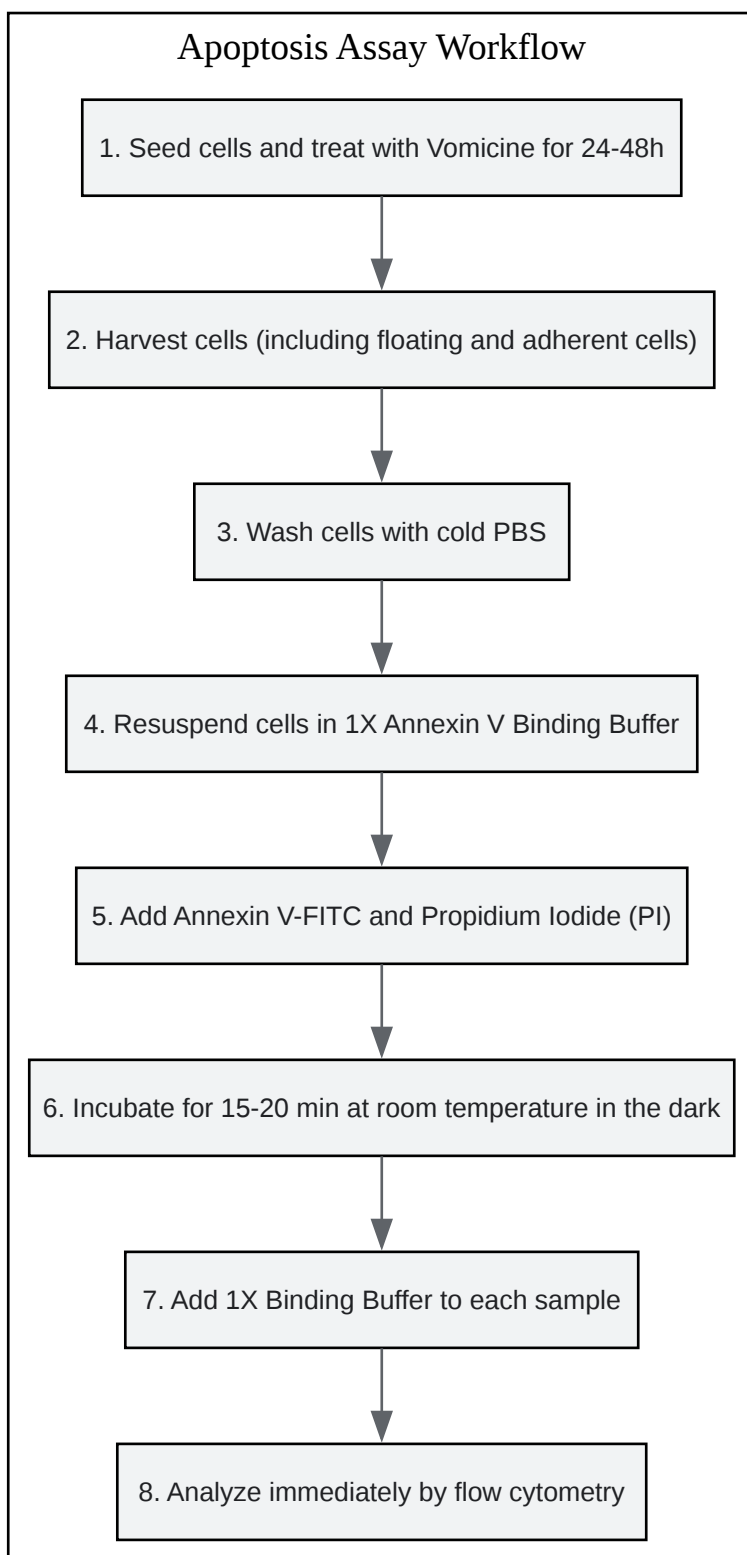 Apoptosis Assay Workflow
1. Seed cells and treat with Vomicine for 24-48h
2. Harvest cells (including floating and adherent cells)
3. Wash cells with cold PBS
4. Resuspend cells in 1X Annexin V Binding Buffer
5. Add Annexin V-FITC and Propidium Iodide (PI)
6. Incubate for 15-20 min at room temperature in the dark
7. Add 1X Binding Buffer to each sample
8. Analyze immediately by flow cytometry